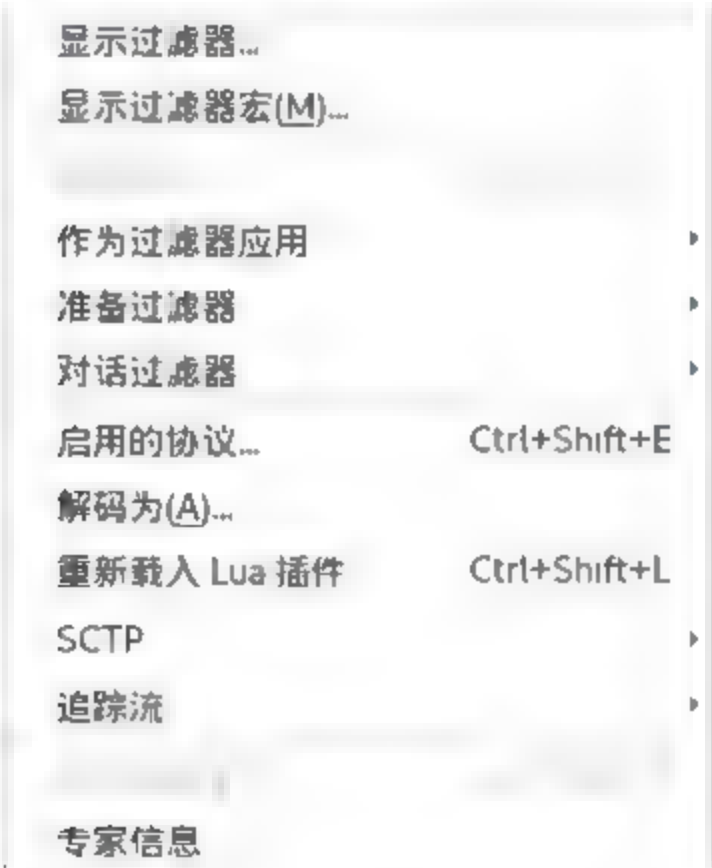 显示过滤器...
显示过滤器宏(M)...
作为过滤器应用
准备过滤器
对话过滤器
启用的协议... Ctrl+Shift+E
解码为(A)...
重新载入 Lua 插件 Ctrl+Shift+L
SCTP
追踪流
专家信息